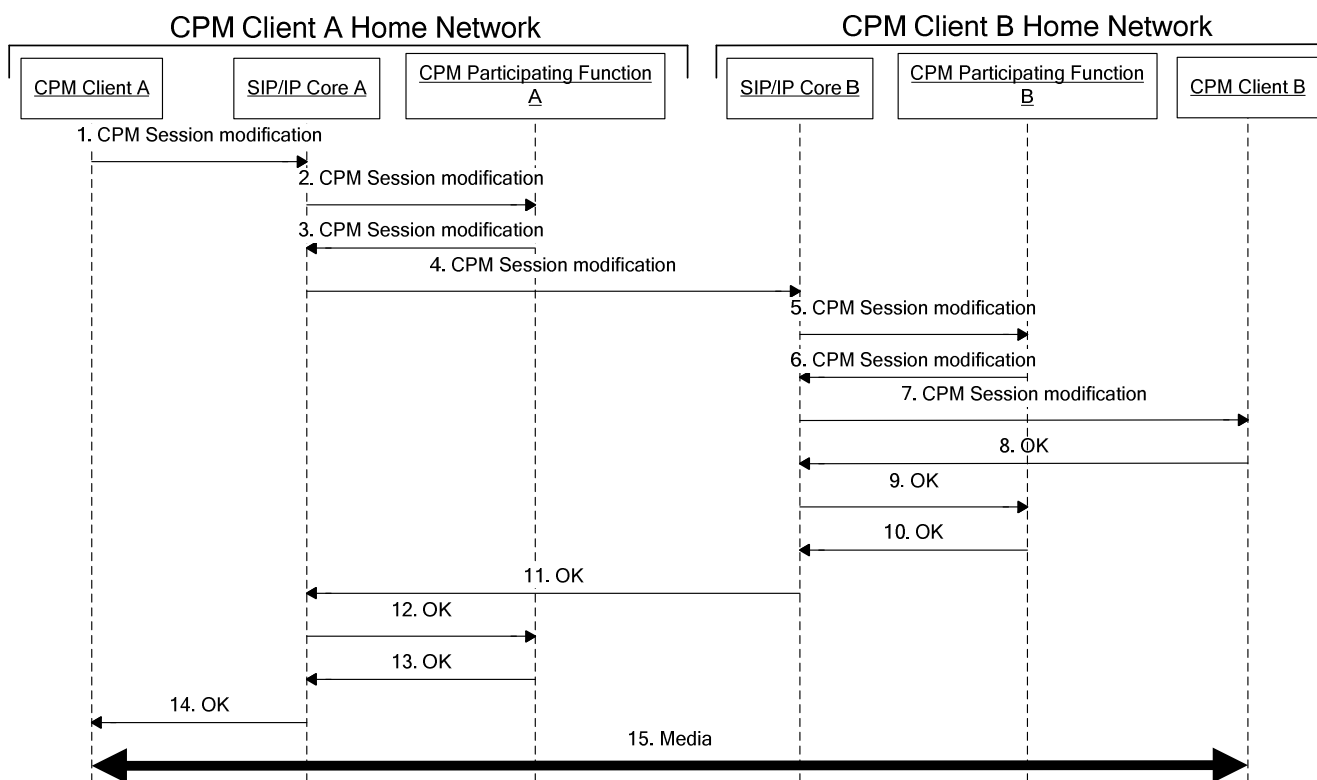 CPM Client A Home Network
CPM Client B Home Network
CPM Client A
SIP/IP Core A
CPM Participating Function
A
SIP/IP Core B
CPM Participating Function
B
CPM Client B
1. CPM Session modification
2. CPM Session modification
3. CPM Session modification
4. CPM Session modification
5. CPM Session modification
6. CPM Session modification
7. CPM Session modification
8. OK
9. OK
10. OK
11. OK
12. OK
13. OK
14. OK
15. Media